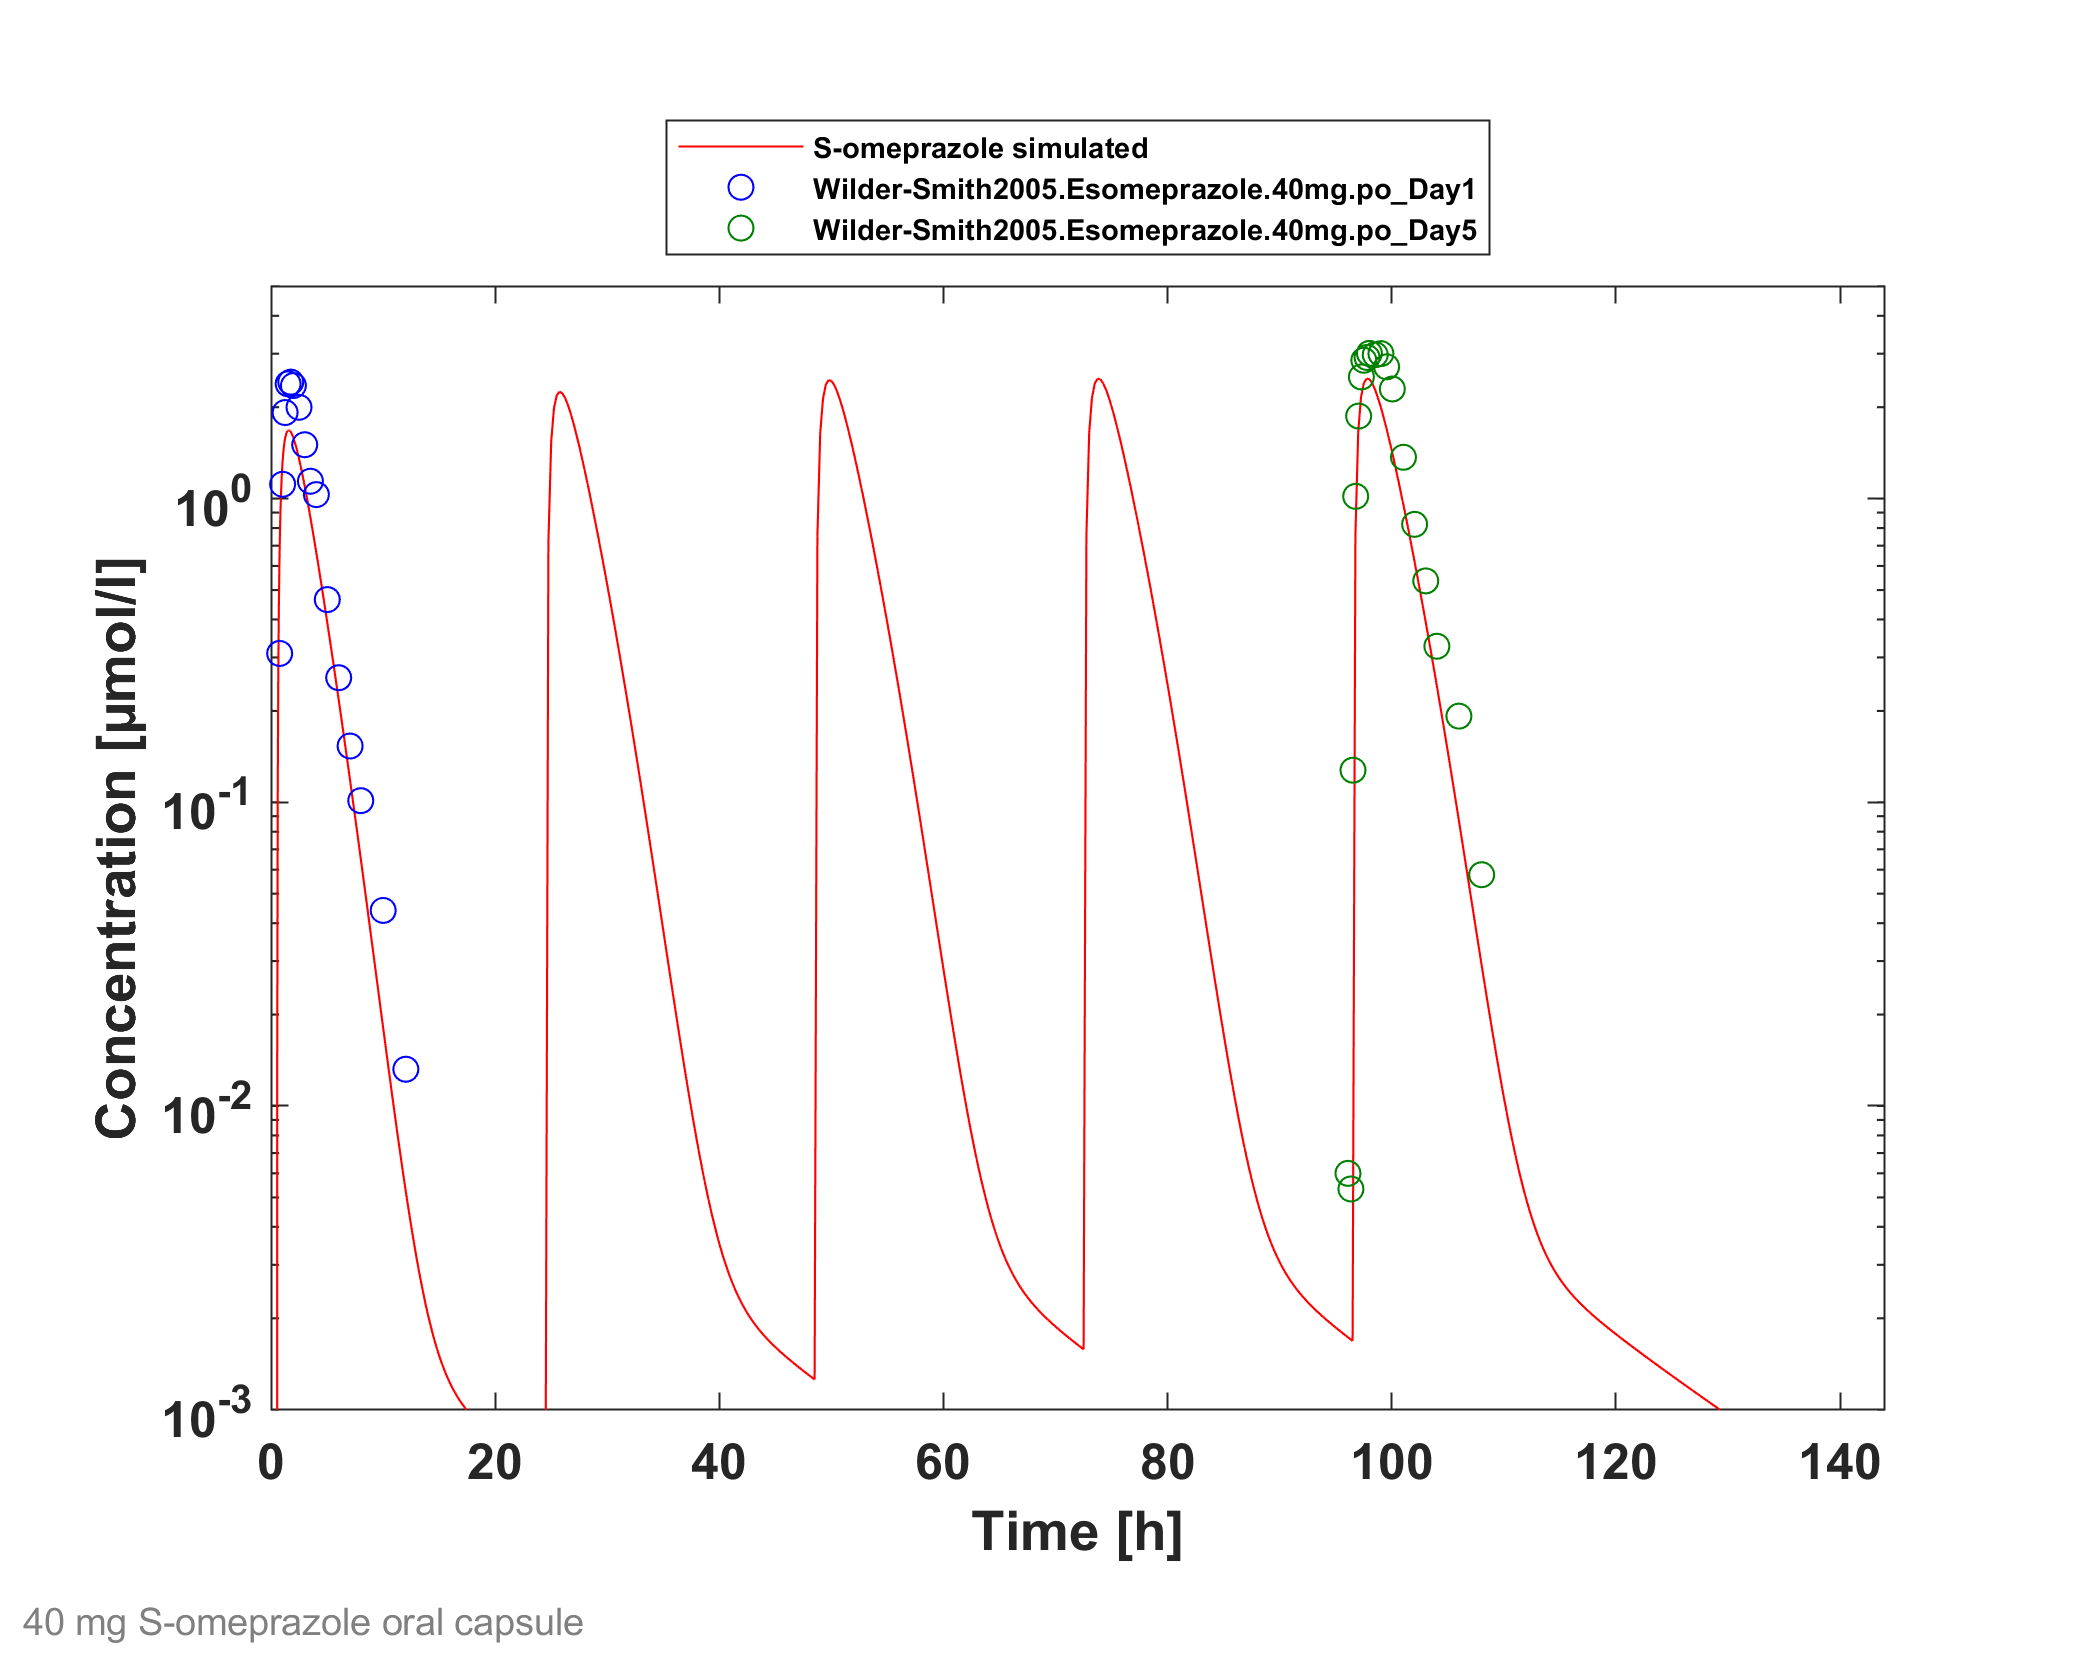 S-omeprazole simulated
Wilder-Smith2005.Esomeprazole.40mg.po_Day1
Wilder-Smith2005.Esomeprazole.40mg.po_Day5
Concentration [µmol/l]
10^0
10^-1
10^-2
10^-3
0 20 40 60 80 100 120 140
Time [h]
40 mg S-omeprazole oral capsule